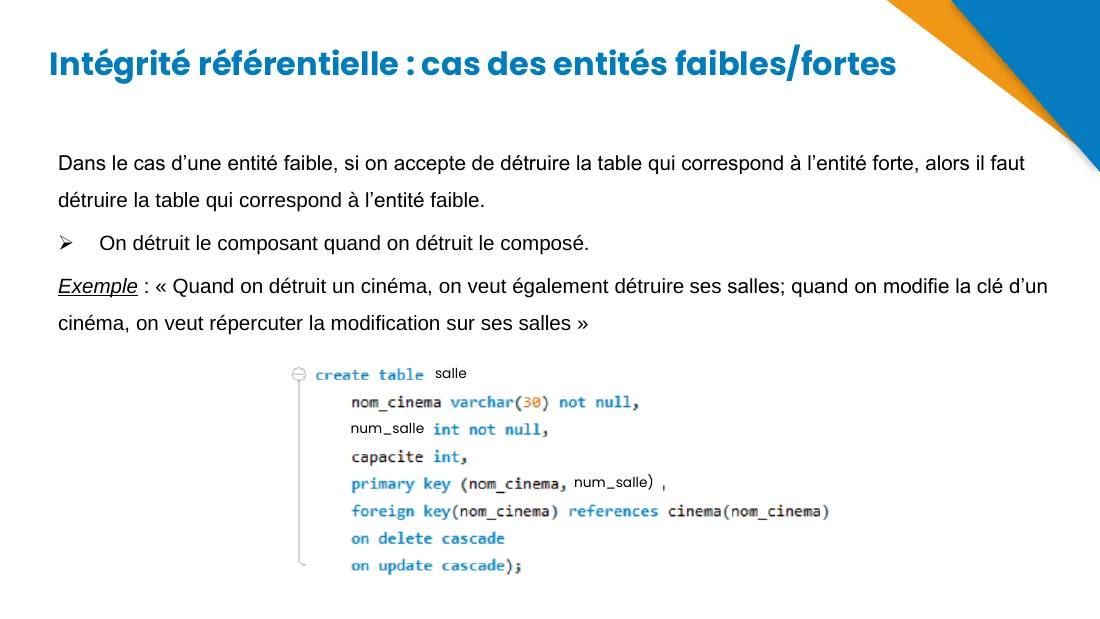 Intégrité référentielle : cas des entités faibles/fortes
Dans le cas d’une entité faible, si on accepte de détruire la table qui correspond à l’entité forte, alors il faut
détruire la table qui correspond à l’entité faible.
➢ On détruit le composant quand on détruit le composé.
Exemple : « Quand on détruit un cinéma, on veut également détruire ses salles; quand on modifie la clé d’un
cinéma, on veut répercuter la modification sur ses salles »
create table salle
nom_cinema varchar(30) not null,
num_salle int not null,
capacite int,
primary key (nom_cinema, num_salle) ,
foreign key(nom_cinema) references cinema(nom_cinema)
on delete cascade
on update cascade);